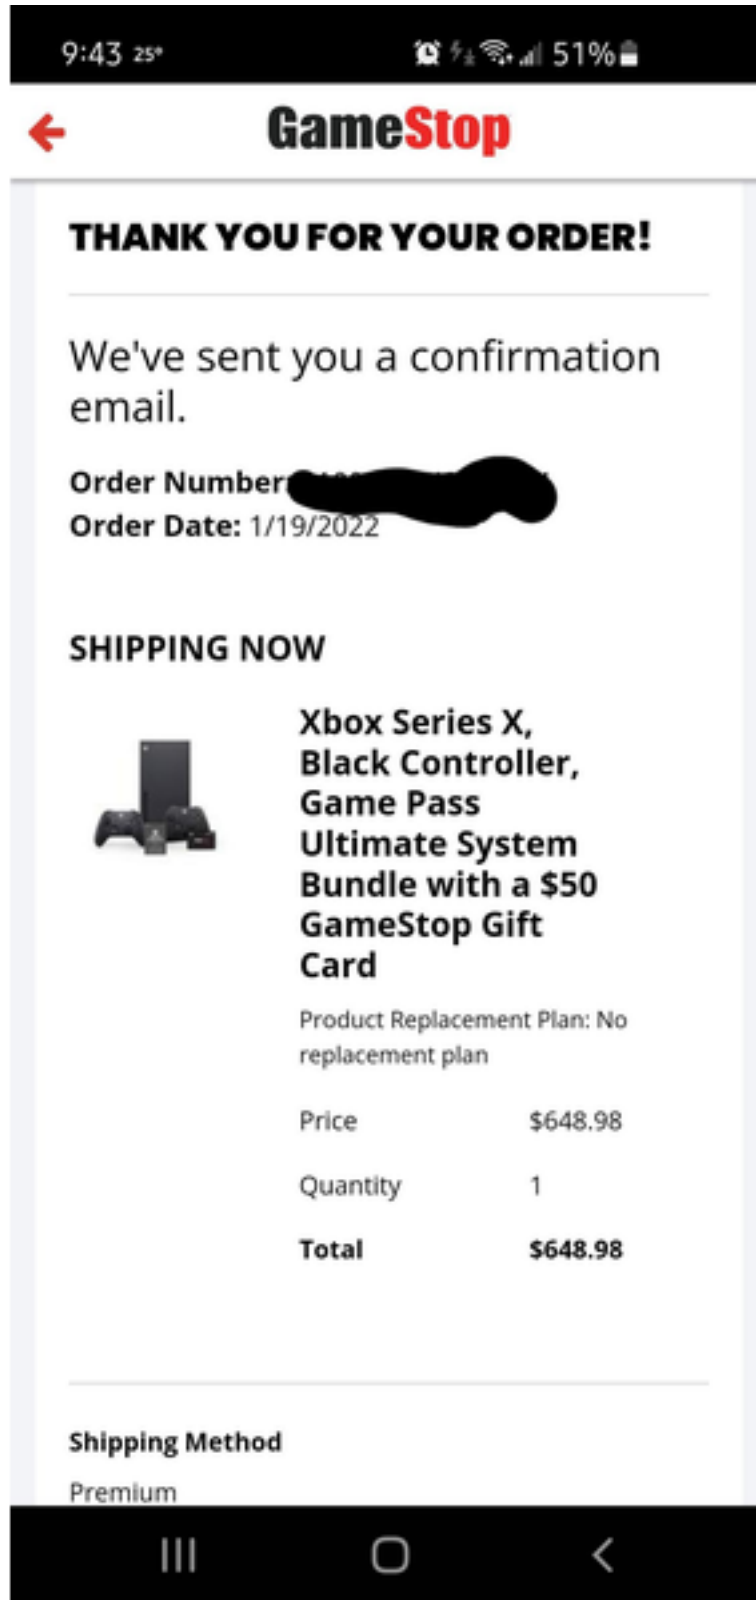 9:43 25° 51%
GameStop
THANK YOU FOR YOUR ORDER!
We've sent you a confirmation
email.
Order Number:
Order Date: 1/19/2022
SHIPPING NOW
Xbox Series X,
Black Controller,
Game Pass
Ultimate System
Bundle with a $50
GameStop Gift
Card
Product Replacement Plan: No
replacement plan
Price $648.98
Quantity 1
Total $648.98
Shipping Method
Premium